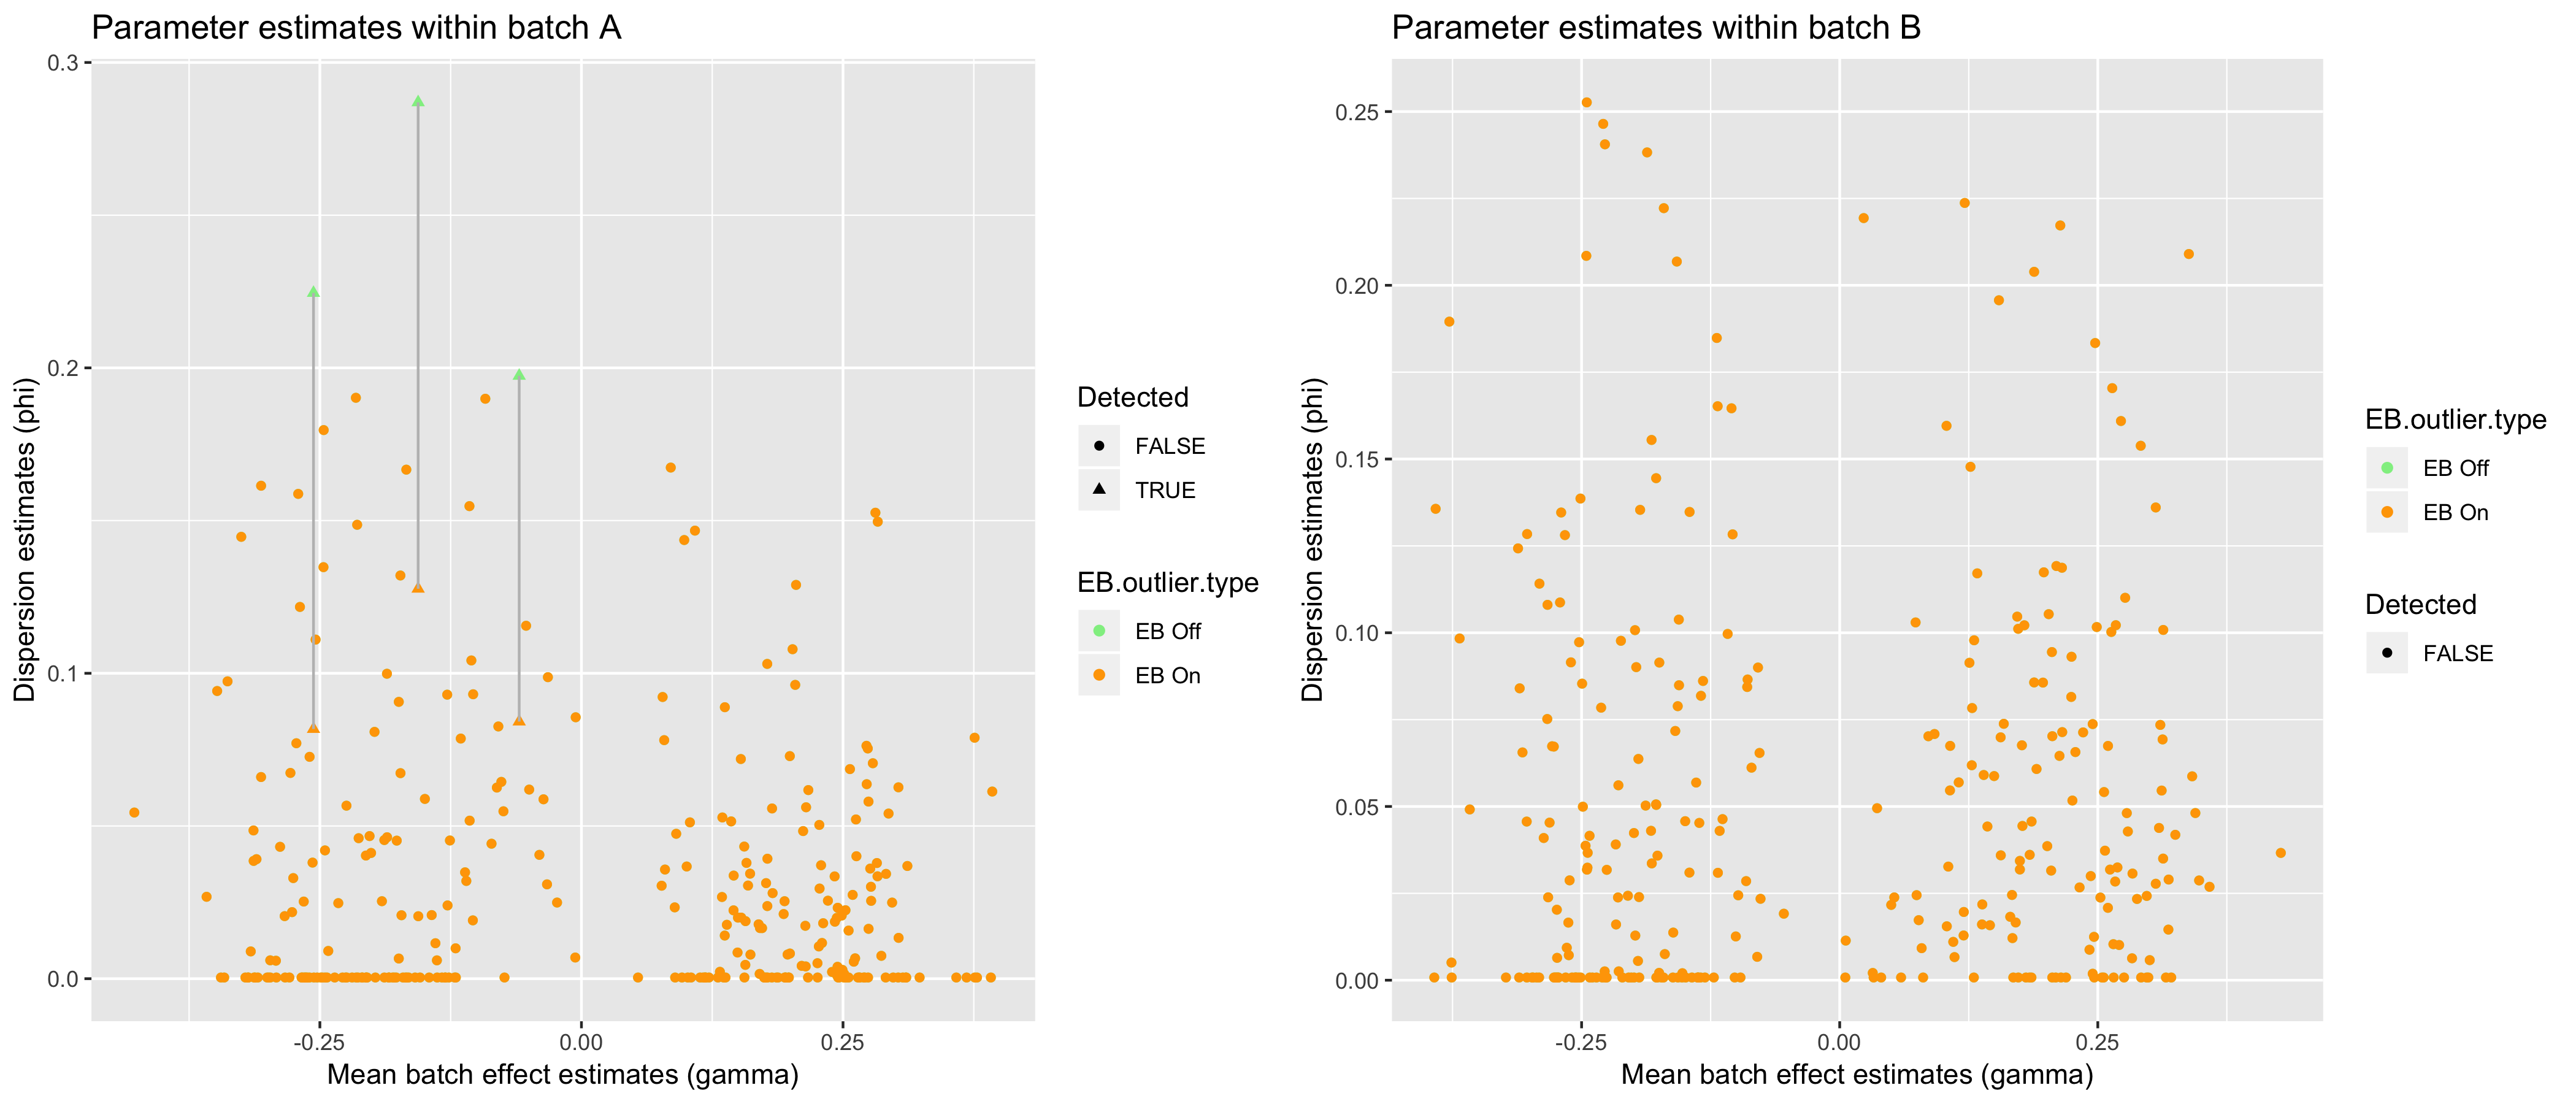 Parameter estimates within batch A
0.3
0.2
0.1
0.0
Dispersion estimates (phi)
-0.25
0.00
0.25
Mean batch effect estimates (gamma)
Detected
FALSE
TRUE
EB.outlier.type
EB Off
EB On
Parameter estimates within batch B
0.25
0.20
0.15
0.10
0.05
0.00
Dispersion estimates (phi)
-0.25
0.00
0.25
Mean batch effect estimates (gamma)
EB.outlier.type
EB Off
EB On
Detected
FALSE